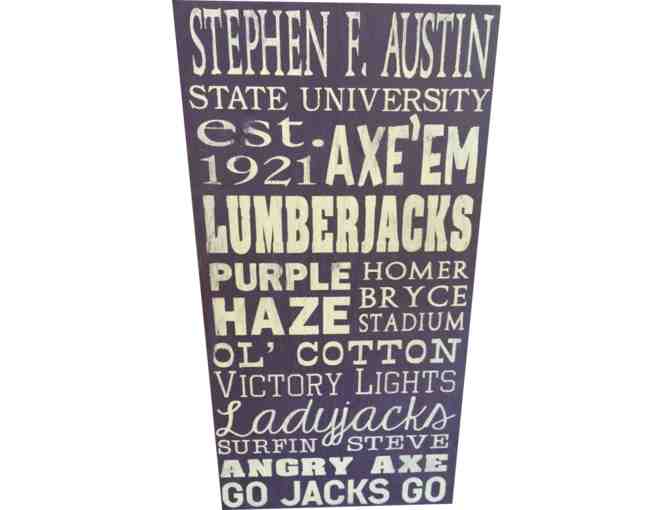 STEPHEN F. AUSTIN
STATE UNIVERSITY
est.
1921
AXE'EM
LUMBERJACKS
PURPLE
HAZE
HOMER
BRYCE
STADIUM
OL' COTTON
VICTORY LIGHTS
Ladyjacks
SURFIN STEVE
ANGRY AXE
GO JACKS GO